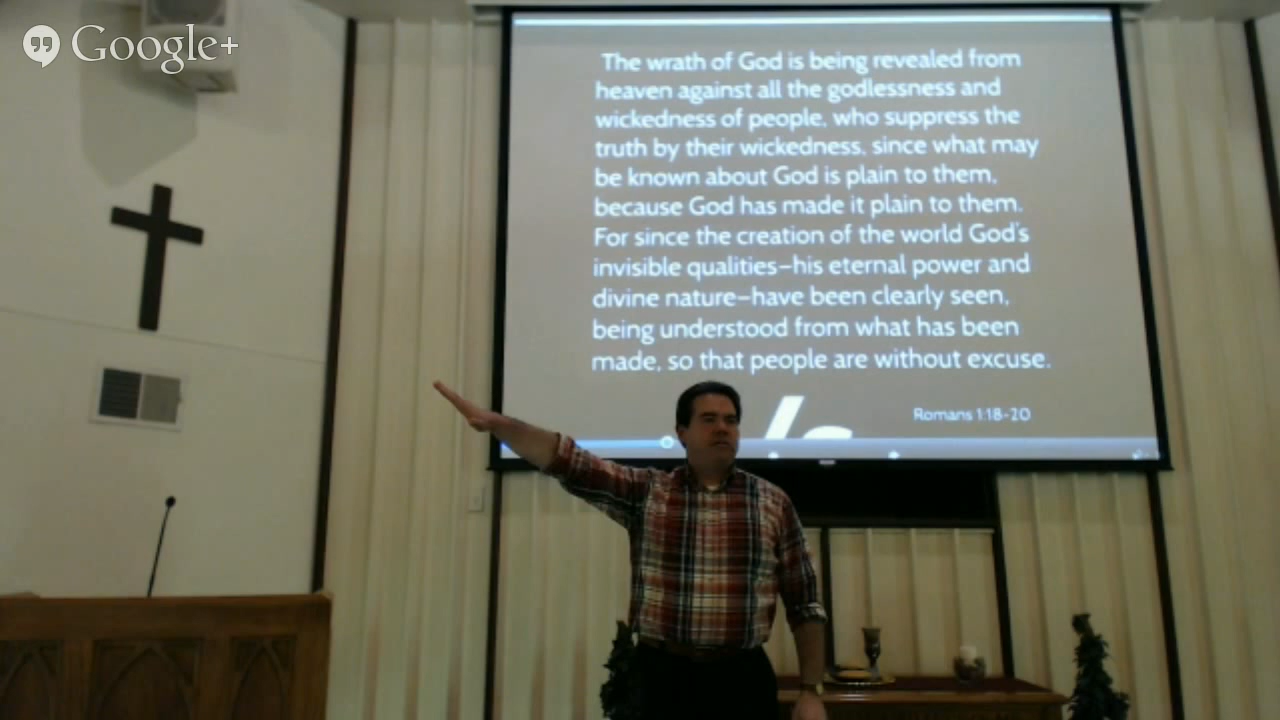 Google+
The wrath of God is being revealed from
heaven against all the godlessness and
wickedness of people, who suppress the
truth by their wickedness, since what may
be known about God is plain to them,
because God has made it plain to them.
For since the creation of the world God's
invisible qualities—his eternal power and
divine nature—have been clearly seen,
being understood from what has been
made, so that people are without excuse.
Romans 1:18-20